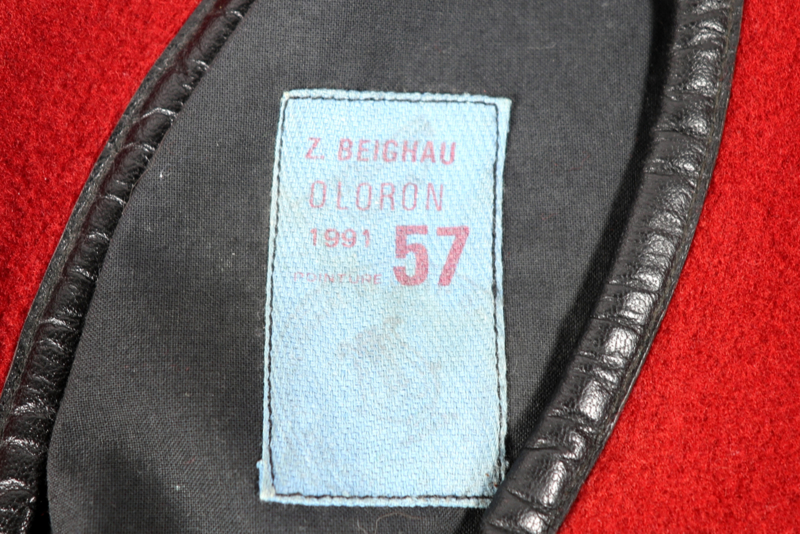 Z. BEIGHAU
OLORON
1991 57
POINTURE